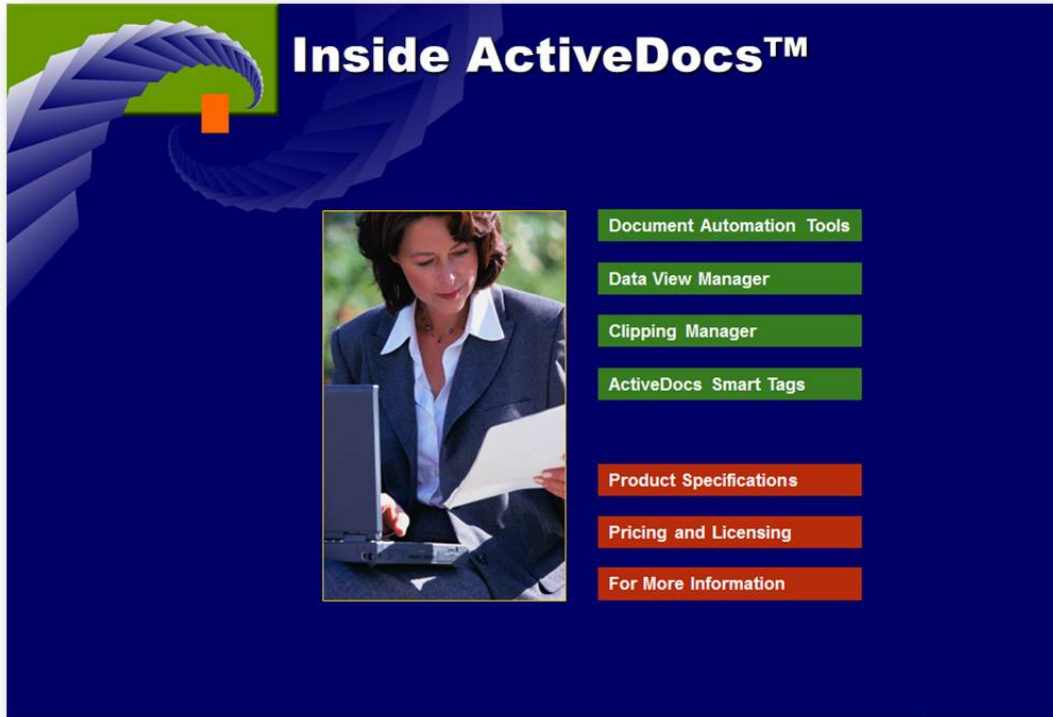 Inside ActiveDocs™
Document Automation Tools
Data View Manager
Clipping Manager
ActiveDocs Smart Tags
Product Specifications
Pricing and Licensing
For More Information